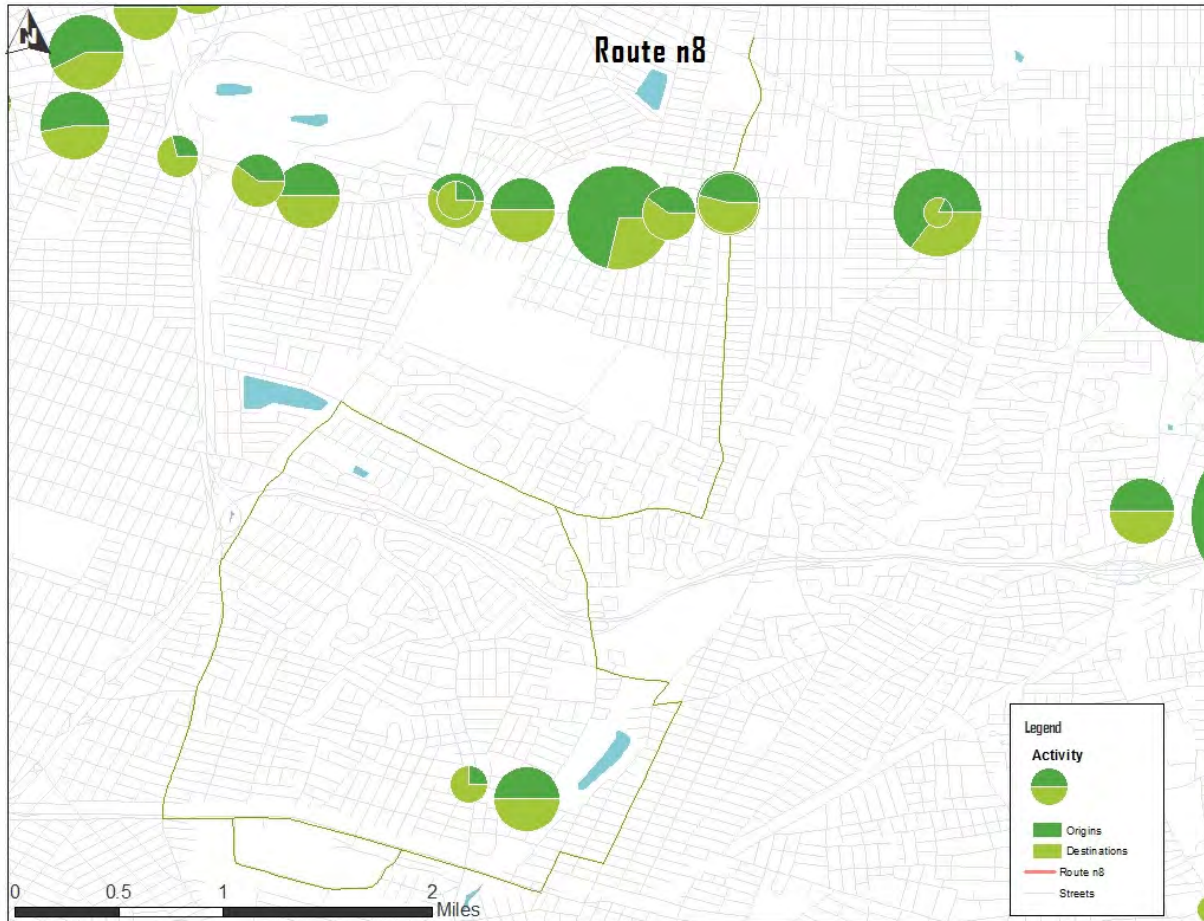 N
Route n8
Legend
Activity
Origins
Destinations
Route n8
Streets
0 0.5 1 2
Miles